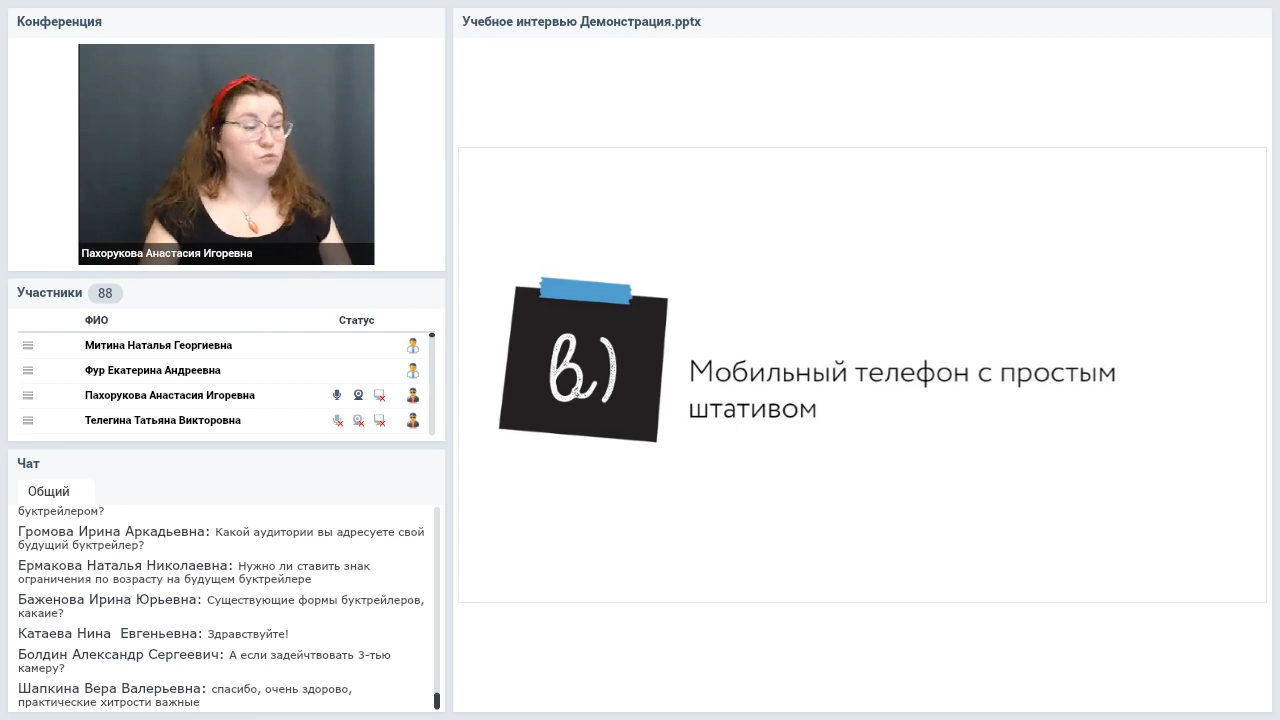 Конференция
Пахорукова Анастасия Игоревна
Участники 88
ФИО Статус
Митина Наталья Георгиевна
Фур Екатерина Андреевна
Пахорукова Анастасия Игоревна
Телегина Татьяна Викторовна
Чат
Общий
буктрейлером?
Громова Ирина Аркадьевна: Какой аудитории вы адресуете свой
будущий буктрейлер?
Ермакова Наталья Николаевна: Нужно ли ставить знак
ограничения по возрасту на будущем буктрейлере
Баженова Ирина Юрьевна: Существующие формы буктрейлеров,
какаие?
Катаева Нина  Евгеньевна: Здравствуйте!
Болдин Александр Сергеевич: А если задейчтвовать 3-тью
камеру?
Шапкина Вера Валерьевна: спасибо, очень здорово,
практические хитрости важные
Учебное интервью Демонстрация.pptx
в)
Мобильный телефон с простым
штативом